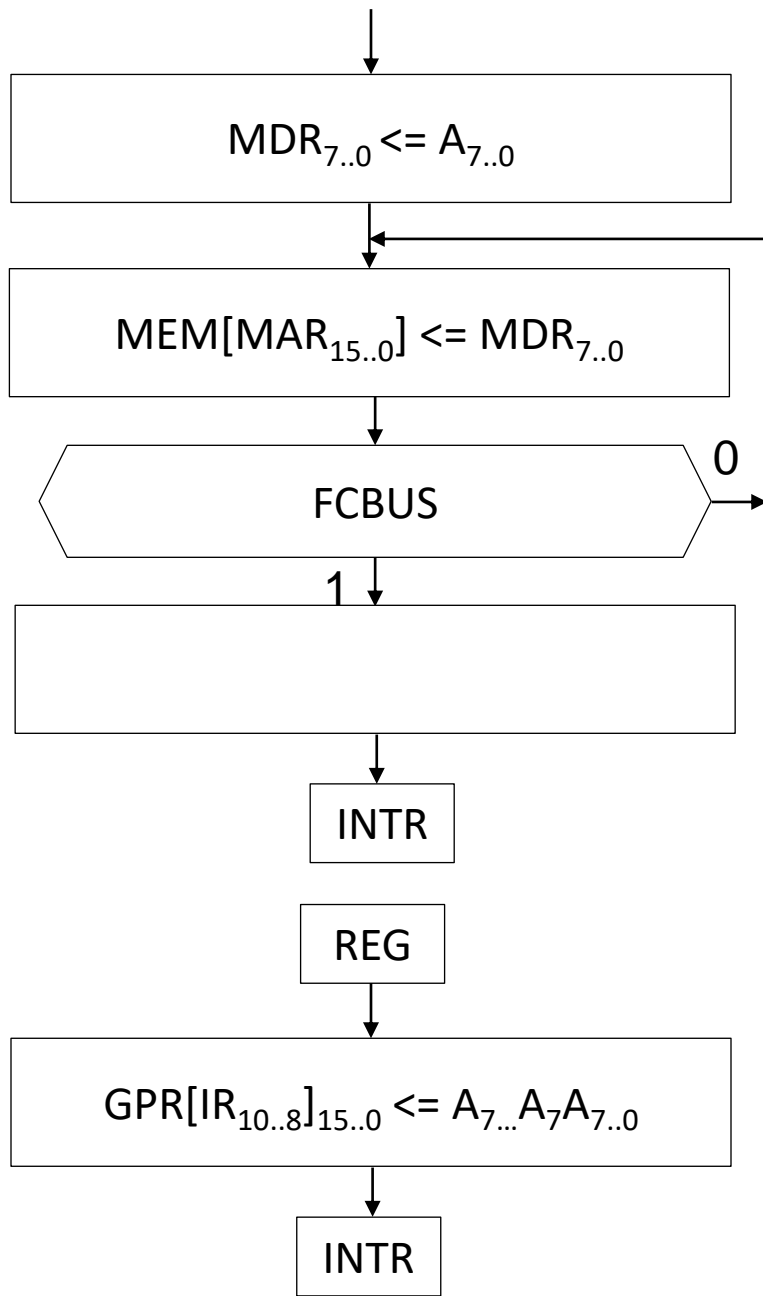 MDR7..0 <= A7..0
MEM[MAR15..0] <= MDR7..0
0
FCBUS
1
INTR
REG
GPR[IR10..8]15..0 <= A7…A7A7..0
INTR